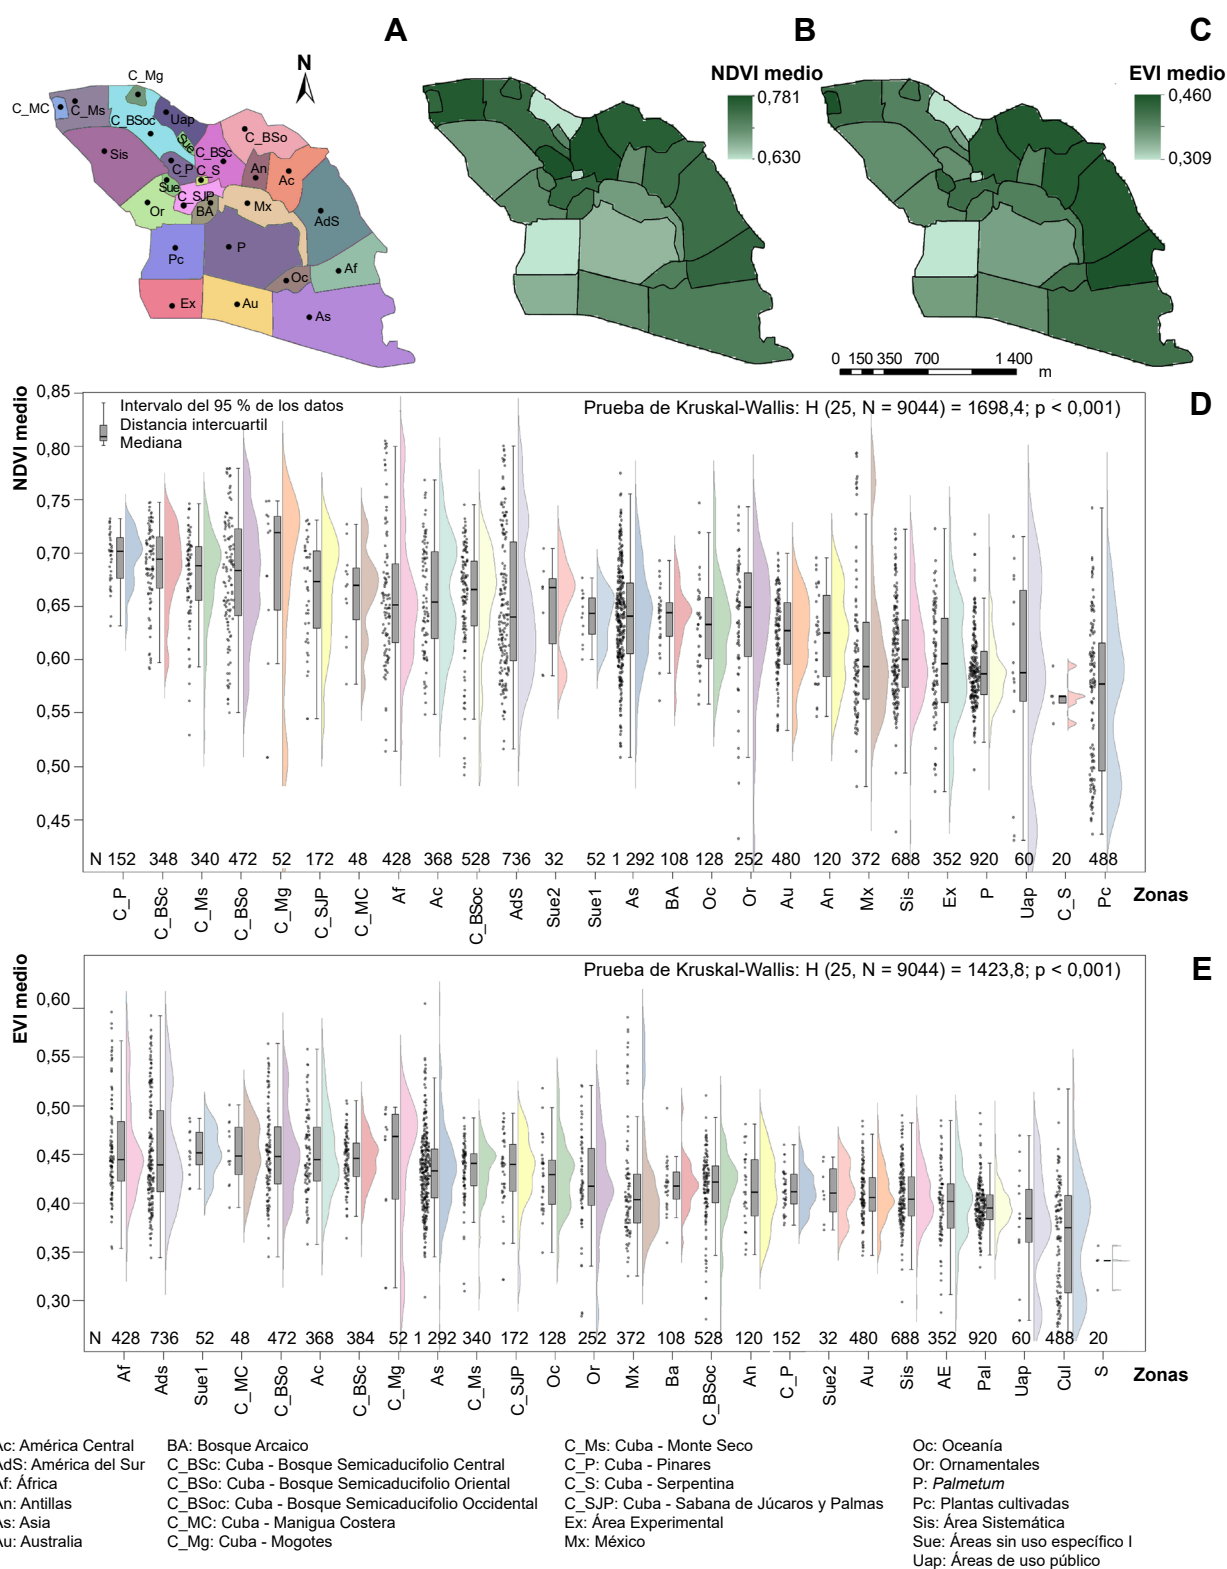 A
B
C
N
C_Mg
C_MC
C_Ms
C_BSoc
Uap
Sue
C_BSc
C_BSo
Sis
C_P
C_S
An
Ac
Sue
C_SJP
Or
BA
Mx
AdS
Pc
P
Oc
Af
Ex
Au
As
NDVI medio
0,781
0,630
EVI medio
0,460
0,309
0 150 350 700 1 400
m
D
NDVI medio
0,85
0,80
0,75
0,70
0,65
0,60
0,55
0,50
0,45
Intervalo del 95 % de los datos
Distancia intercuartil
Mediana
Prueba de Kruskal-Wallis: H (25, N = 9044) = 1698,4; p < 0,001)
N 152 348 340 472 52 172 48 428 368 528 736 32 52 1 292 108 128 252 480 120 372 688 352 920 60 20 488
C_P C_BSc C_Ms C_BSo C_Mg C_SJP C_MC Af Ac C_BSoc AdS Sue2 Sue1 As BA Oc Or Au An Mx Sis Ex P Uap C_S Pc
Zonas
E
EVI medio
0,60
0,55
0,50
0,45
0,40
0,35
0,30
Prueba de Kruskal-Wallis: H (25, N = 9044) = 1423,8; p < 0,001)
N 428 736 52 48 472 368 384 52 1 292 340 172 128 252 372 108 528 120 152 32 480 688 352 920 60 488 20
Af Ads Sue1 C_MC C_BSo Ac C_BSc C_Mg As C_Ms C_SJP Oc Or Mx Ba C_BSoc An C_P Sue2 Au Sis AE Pal Uap Cul S
Zonas
Ac: América Central
AdS: América del Sur
Af: África
An: Antillas
As: Asia
Au: Australia
BA: Bosque Arcaico
C_BSc: Cuba - Bosque Semicaducifolio Central
C_BSo: Cuba - Bosque Semicaducifolio Oriental
C_BSoc: Cuba - Bosque Semicaducifolio Occidental
C_MC: Cuba - Manigua Costera
C_Mg: Cuba - Mogotes
C_Ms: Cuba - Monte Seco
C_P: Cuba - Pinares
C_S: Cuba - Serpentina
C_SJP: Cuba - Sabana de Júcaros y Palmas
Ex: Área Experimental
Mx: México
Oc: Oceanía
Or: Ornamentales
P: Palmetum
Pc: Plantas cultivadas
Sis: Área Sistemática
Sue: Áreas sin uso específico I
Uap: Áreas de uso público